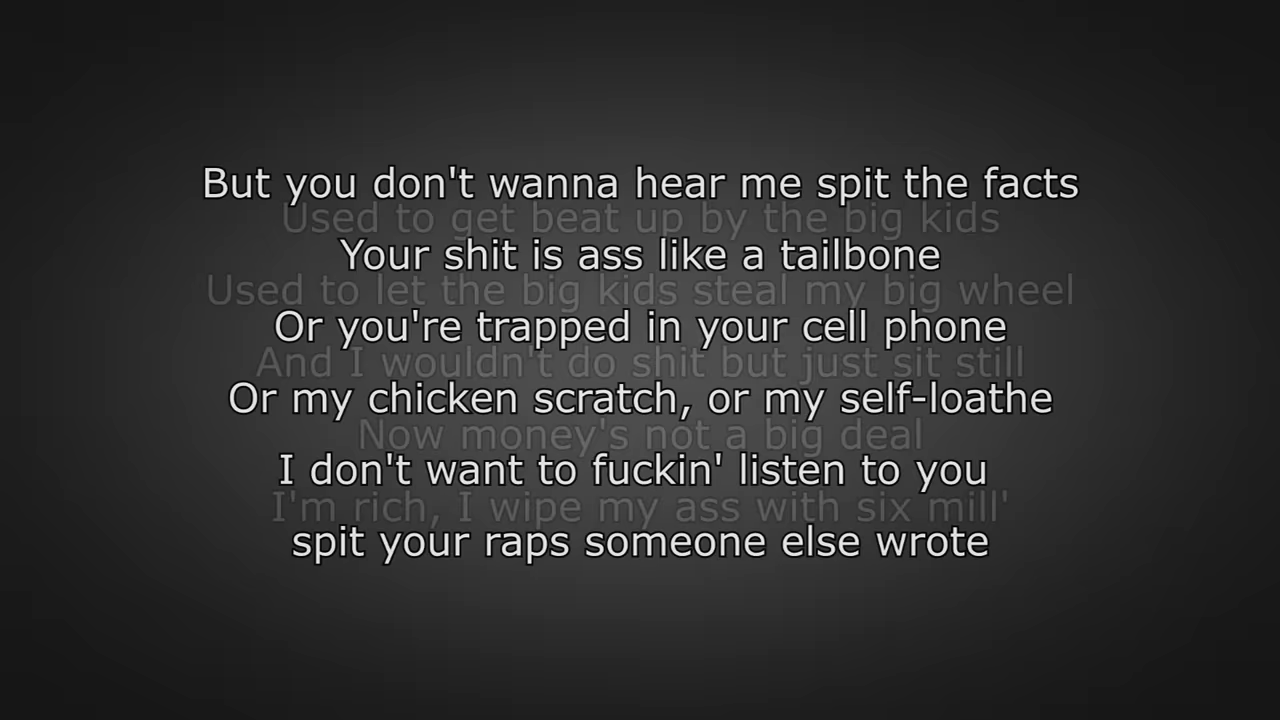 But you don't wanna hear me spit the facts
Used to get beat up by the big kids
Your shit is ass like a tailbone
Used to let the big kids steal my big wheel
Or you're trapped in your cell phone
And I wouldn't do shit but just sit still
Or my chicken scratch, or my self-loathe
Now money's not a big deal
I don't want to fuckin' listen to you
I'm rich, I wipe my ass with six mill'
spit your raps someone else wrote